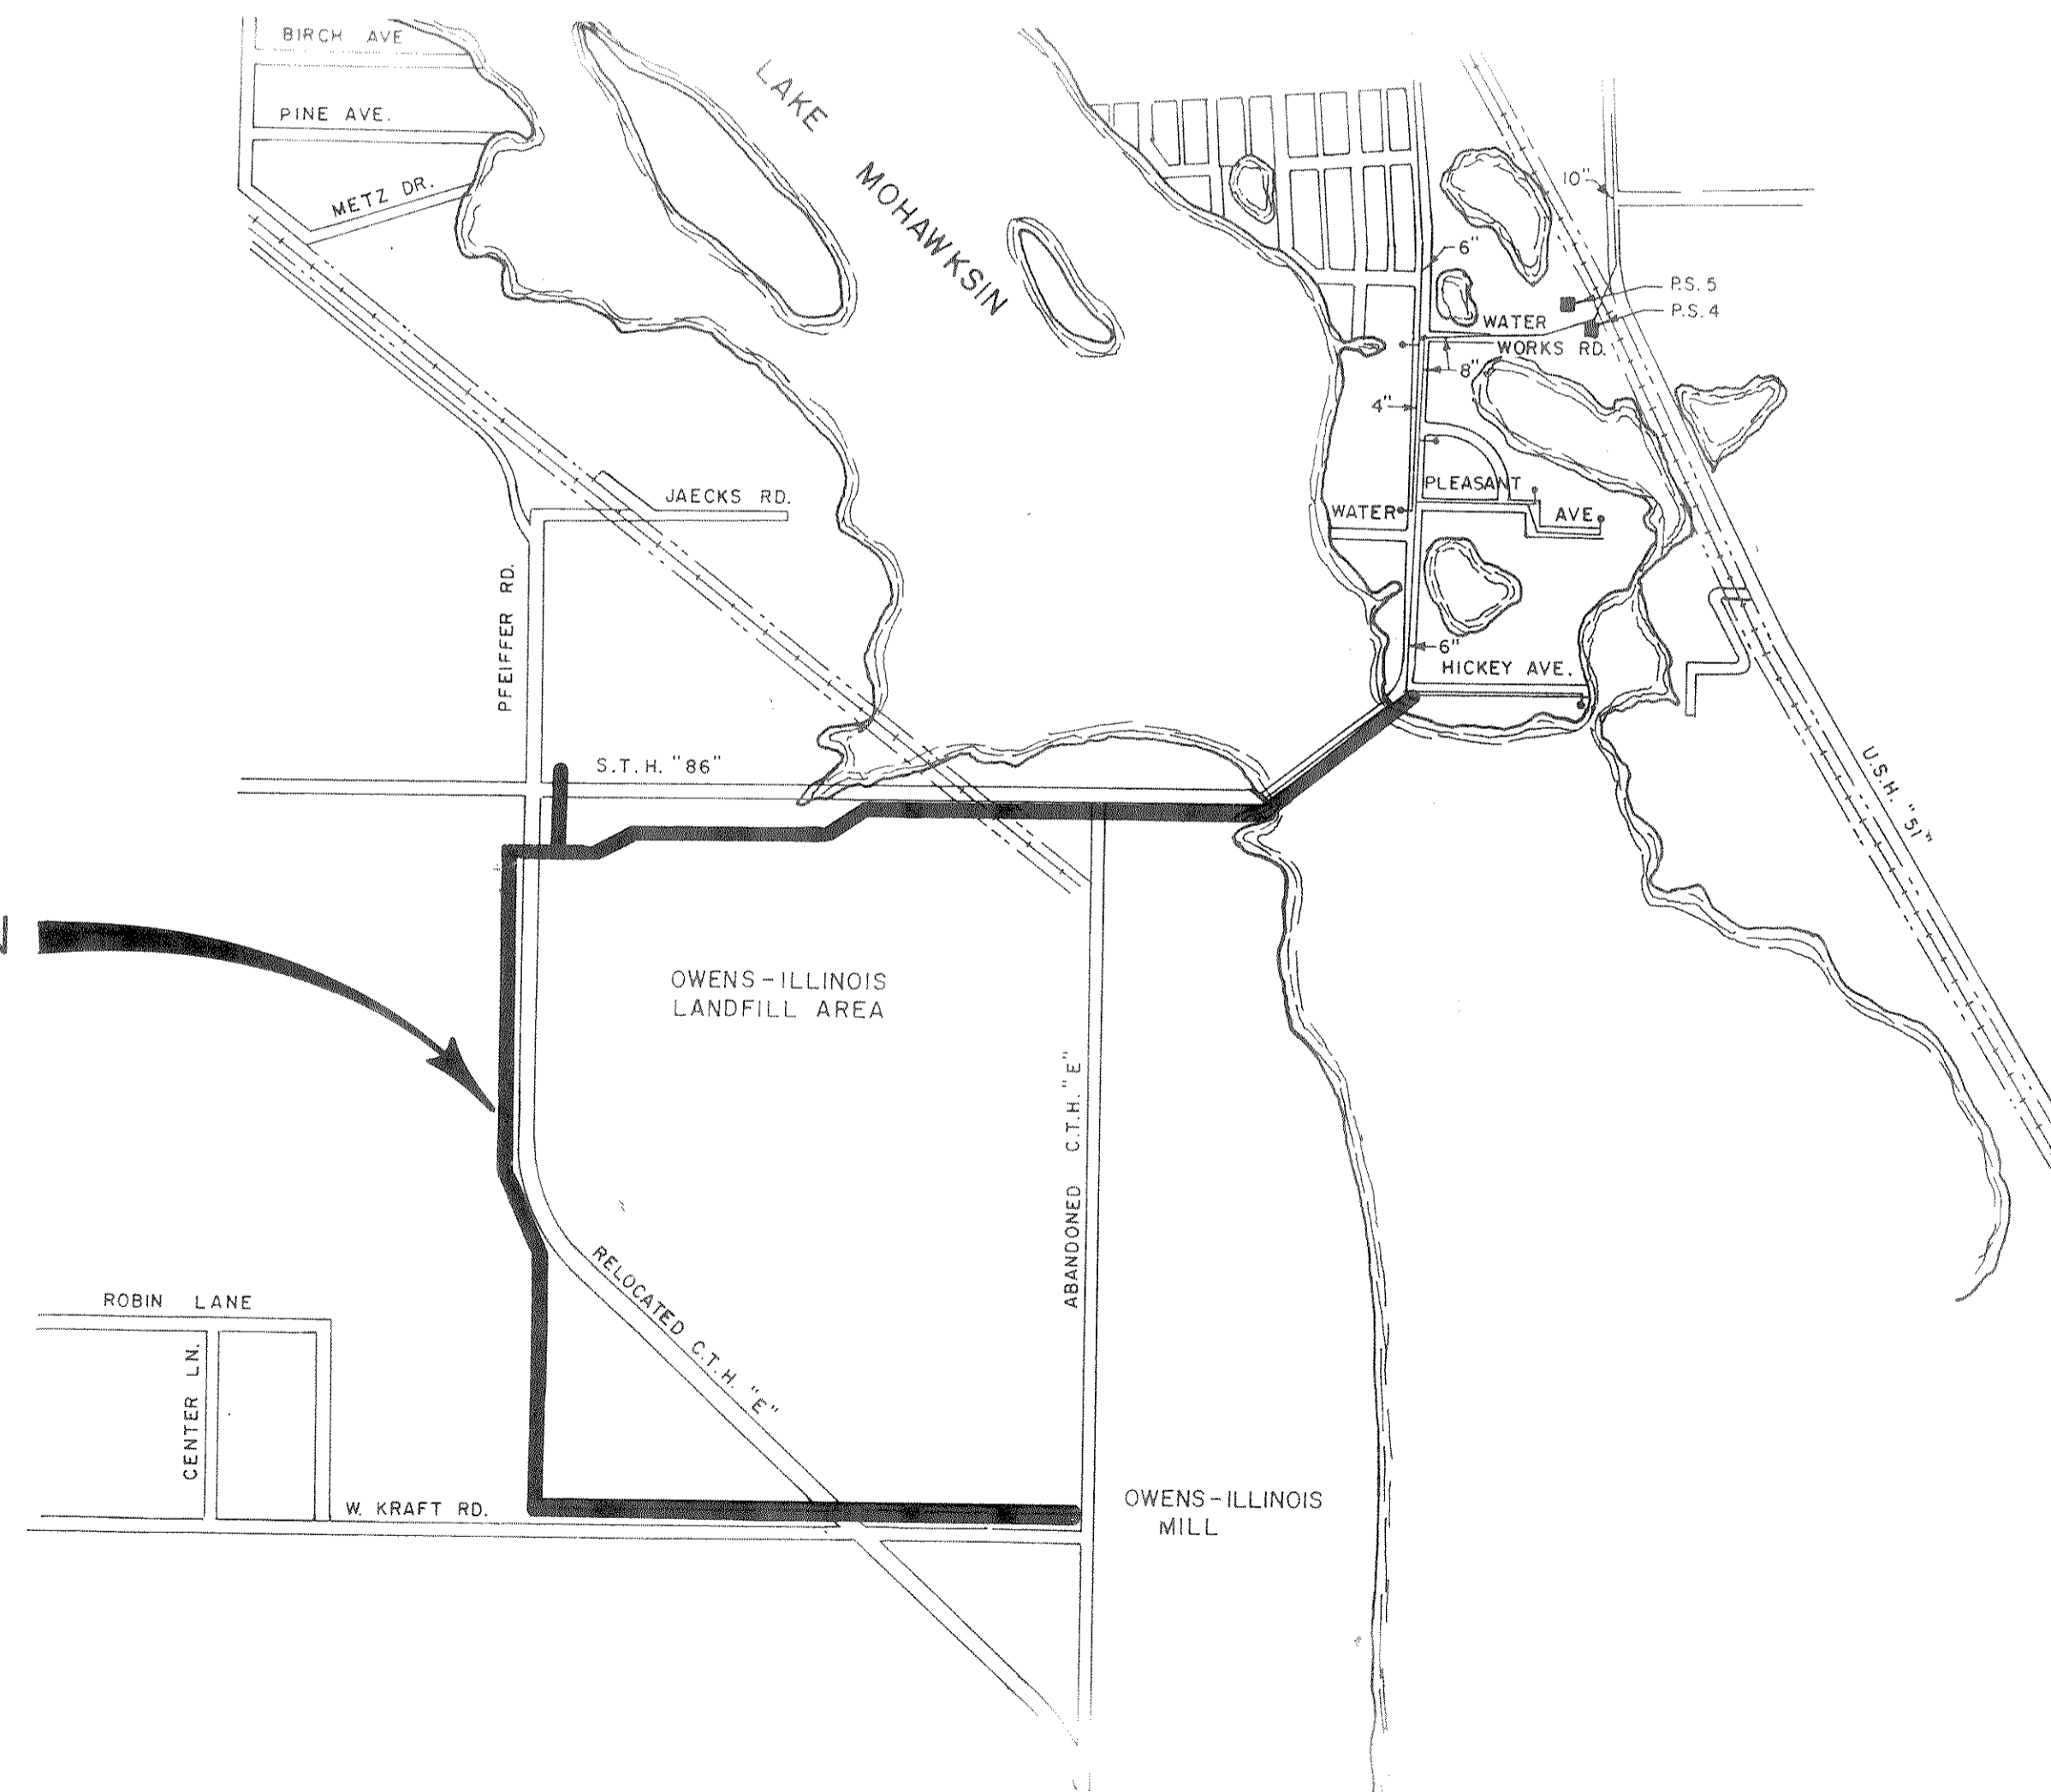 BIRCH AVE
PINE AVE.
METZ DR.
LAKE MOHAWKSIN
10"
6"
P.S. 5
P.S. 4
WATER
WORKS RD.
8"
4"
JAECKS RD.
PLEASANT
WATER
AVE.
PFEIFFER RD.
6"
HICKEY AVE.
S.T.H. "86"
U.S.H. "51"
OWENS-ILLINOIS
LANDFILL AREA
ABANDONED C.T.H. "E"
RELOCATED C.T.H. "E"
ROBIN LANE
CENTER LN.
W. KRAFT RD.
OWENS-ILLINOIS
MILL